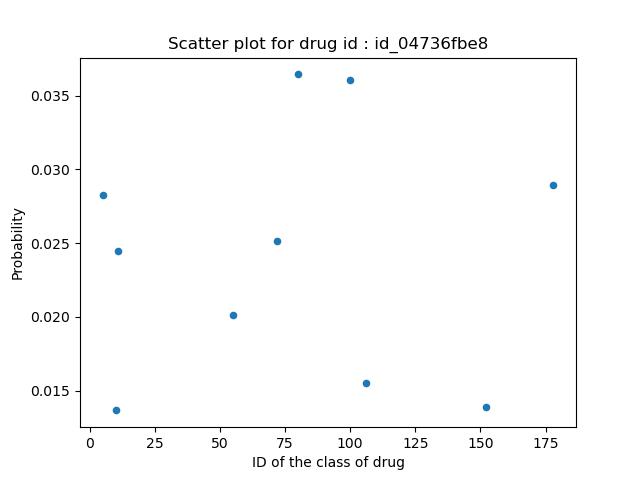 Scatter plot for drug id : id_04736fbe8
Probability
0.035
0.030
0.025
0.020
0.015
0 25 50 75 100 125 150 175
ID of the class of drug